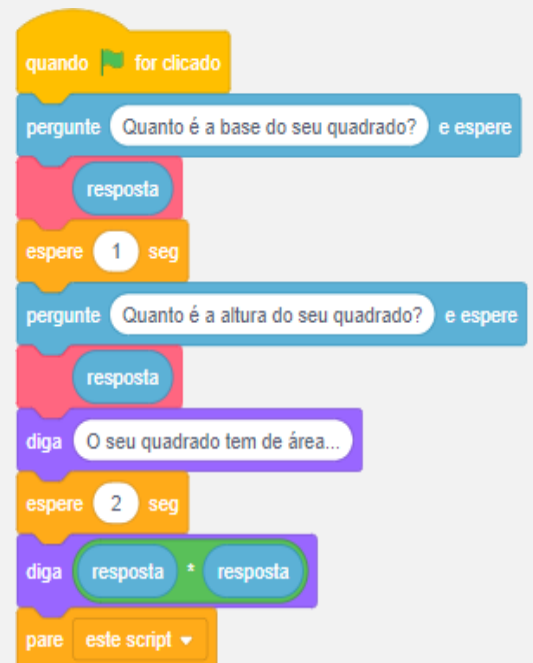 quando for clicado
pergunte Quanto é a base do seu quadrado? e espere
resposta
espere 1 seg
pergunte Quanto é a altura do seu quadrado? e espere
resposta
diga O seu quadrado tem de área...
espere 2 seg
diga resposta * resposta
pare este script